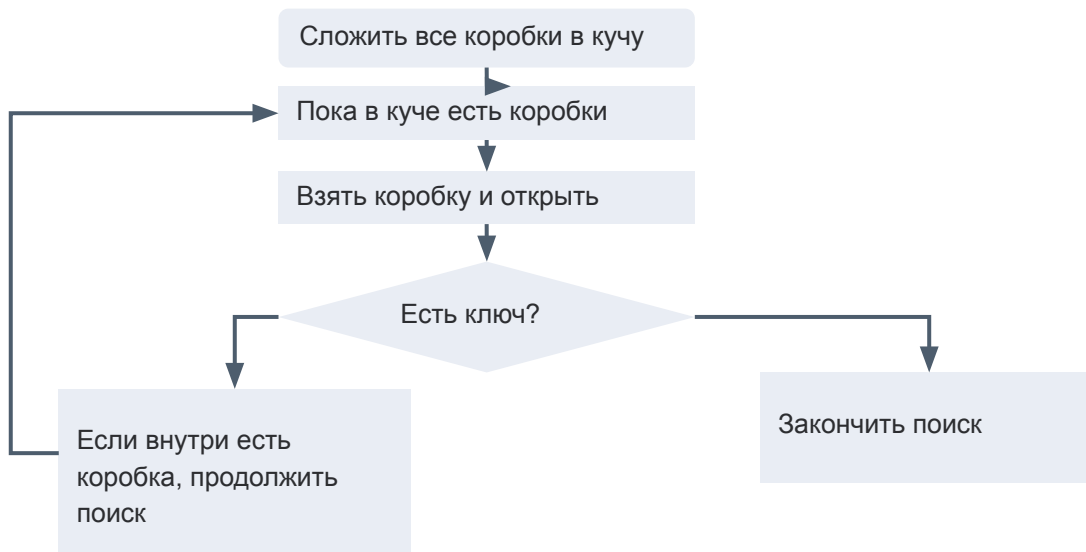 Сложить все коробки в кучу
Пока в куче есть коробки
Взять коробку и открыть
Есть ключ?
Если внутри есть
коробка, продолжить
поиск
Закончить поиск